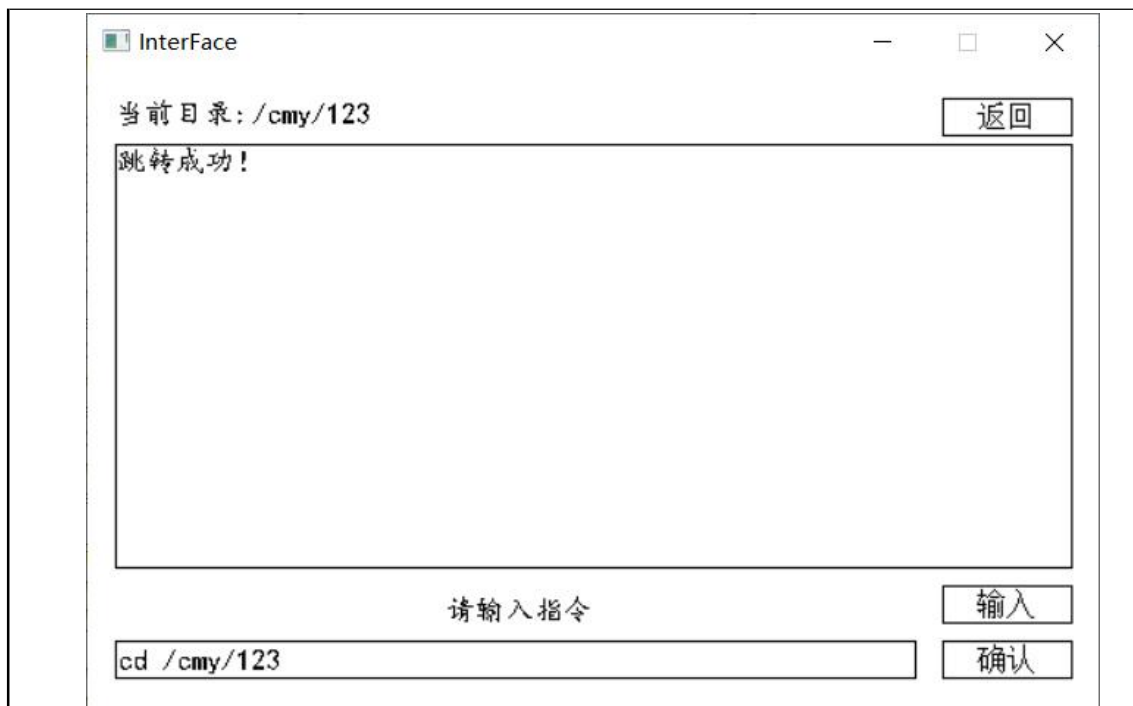 InterFace
当前目录:/cmy/123
返回
跳转成功!
请输入指令
输入
cd /cmy/123
确认